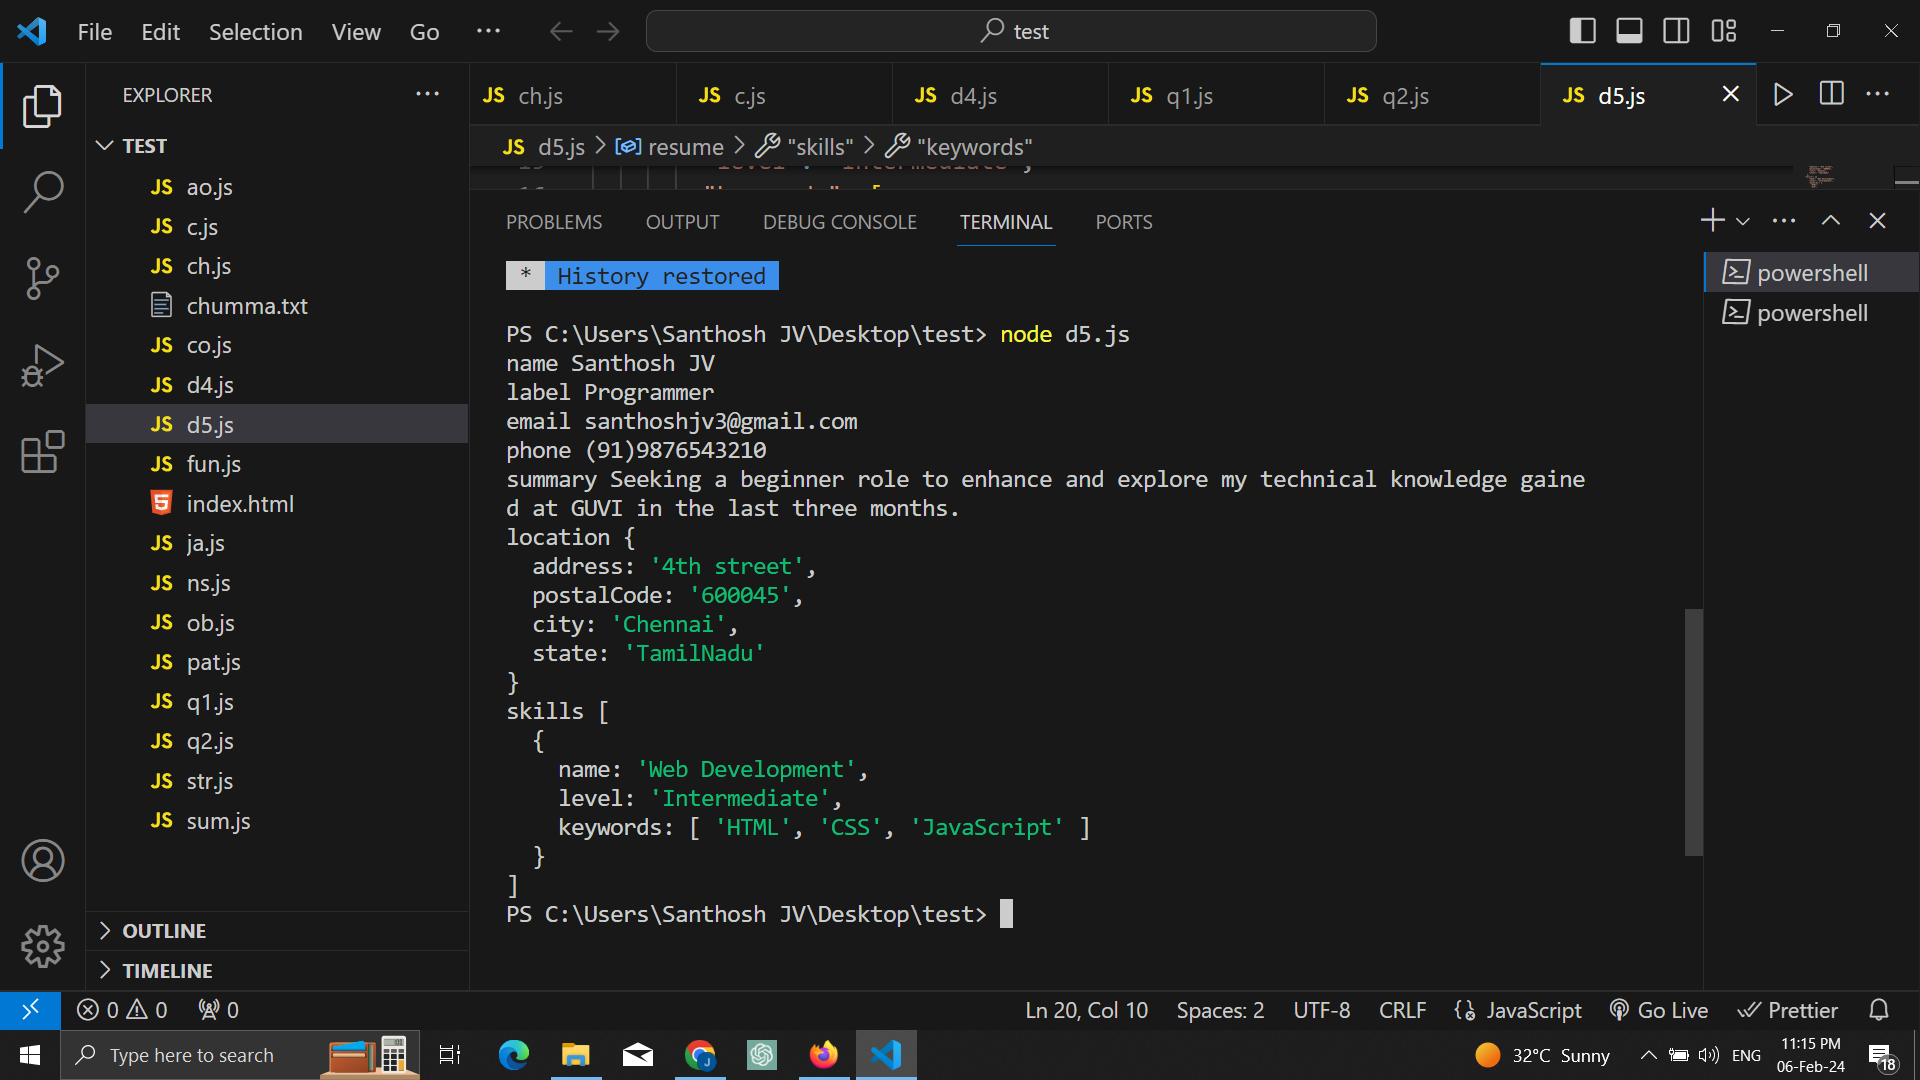 File Edit Selection View Go ... test
EXPLORER ...
JS ch.js JS c.js JS d4.js JS q1.js JS q2.js JS d5.js
JS d5.js > resume > "skills" > "keywords"
TEST
JS ao.js
JS c.js
JS ch.js
chumma.txt
JS co.js
JS d4.js
JS d5.js
JS fun.js
5 index.html
JS ja.js
JS ns.js
JS ob.js
JS pat.js
JS q1.js
JS q2.js
JS str.js
JS sum.js
OUTLINE
TIMELINE
PROBLEMS OUTPUT DEBUG CONSOLE TERMINAL PORTS
* History restored
PS C:\Users\Santhosh JV\Desktop\test> node d5.js
name Santhosh JV
label Programmer
email santhoshjv3@gmail.com
phone (91)9876543210
summary Seeking a beginner role to enhance and explore my technical knowledge gaine
d at GUVI in the last three months.
location {
address: '4th street',
postalCode: '600045',
city: 'Chennai',
state: 'TamilNadu'
}
skills [
{
name: 'Web Development',
level: 'Intermediate',
keywords: [ 'HTML', 'CSS', 'JavaScript' ]
}
]
PS C:\Users\Santhosh JV\Desktop\test>
powershell
powershell
0 0 0 Ln 20, Col 10 Spaces: 2 UTF-8 CRLF JavaScript Go Live Prettier
Type here to search 32°C Sunny ENG 11:15 PM
06-Feb-24 18